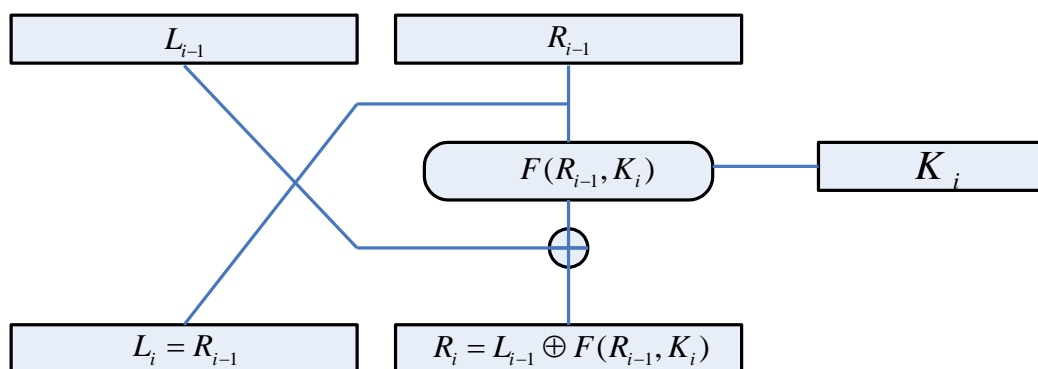 L_{i-1}
R_{i-1}
F(R_{i-1}, K_i)
K_i
L_i = R_{i-1}
R_i = L_{i-1} ⊕ F(R_{i-1}, K_i)